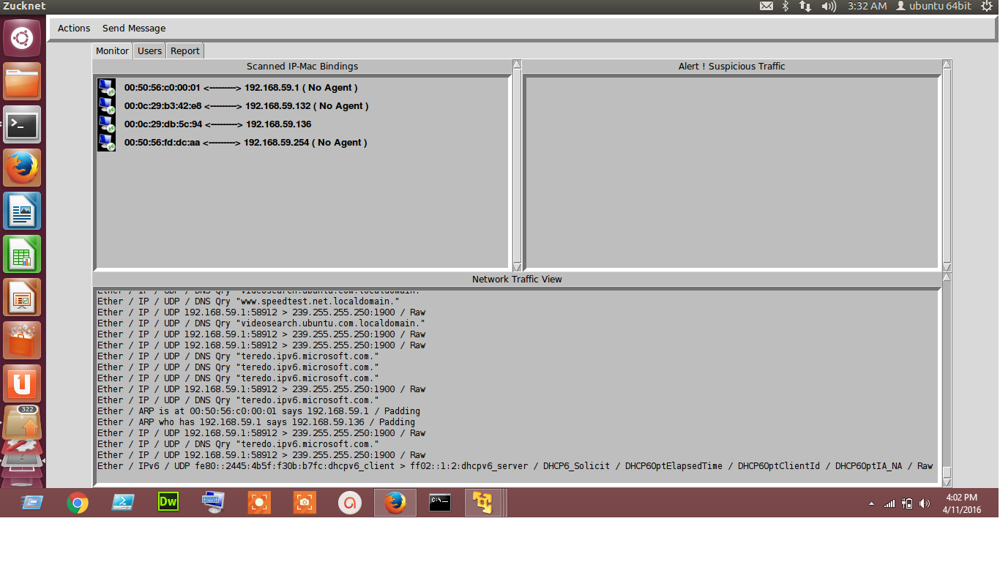 Zucknet
3:32 AM
ubuntu 64bit
Actions
Send Message
Monitor
Users
Report
Scanned IP-Mac Bindings
Alert ! Suspicious Traffic
00:50:56:c0:00:01 <---------> 192.168.59.1 ( No Agent )
00:0c:29:b3:42:e8 <---------> 192.168.59.132 ( No Agent )
00:0c:29:db:5c:94 <---------> 192.168.59.136
00:50:56:fd:dc:aa <---------> 192.168.59.254 ( No Agent )
Network Traffic View
Ether / IP / UDP / DNS Qry "videosearch.ubuntu.com.localdomain."
Ether / IP / UDP / DNS Qry "www.speedtest.net.localdomain."
Ether / IP / UDP 192.168.59.1:58912 > 239.255.255.250:1900 / Raw
Ether / IP / UDP / DNS Qry "videosearch.ubuntu.com.localdomain."
Ether / IP / UDP 192.168.59.1:58912 > 239.255.255.250:1900 / Raw
Ether / IP / UDP 192.168.59.1:58912 > 239.255.255.250:1900 / Raw
Ether / IP / UDP / DNS Qry "teredo.ipv6.microsoft.com."
Ether / IP / UDP / DNS Qry "teredo.ipv6.microsoft.com."
Ether / IP / UDP / DNS Qry "teredo.ipv6.microsoft.com."
Ether / IP / UDP 192.168.59.1:58912 > 239.255.255.250:1900 / Raw
Ether / IP / UDP / DNS Qry "teredo.ipv6.microsoft.com."
Ether / ARP is at 00:50:56:c0:00:01 says 192.168.59.1 / Padding
Ether / ARP who has 192.168.59.1 says 192.168.59.136 / Padding
Ether / IP / UDP 192.168.59.1:58912 > 239.255.255.250:1900 / Raw
Ether / IP / UDP / DNS Qry "teredo.ipv6.microsoft.com."
Ether / IP / UDP 192.168.59.1:58912 > 239.255.255.250:1900 / Raw
Ether / IPv6 / UDP fe80::2445:4b5f:f30b:b7fc:dhcpv6_client > ff02::1:2:dhcpv6_server / DHCP6_Solicit / DHCP6OptElapsedTime / DHCP6OptClientId / DHCP6OptIA_NA / Raw
322
Dw
4:02 PM
4/11/2016